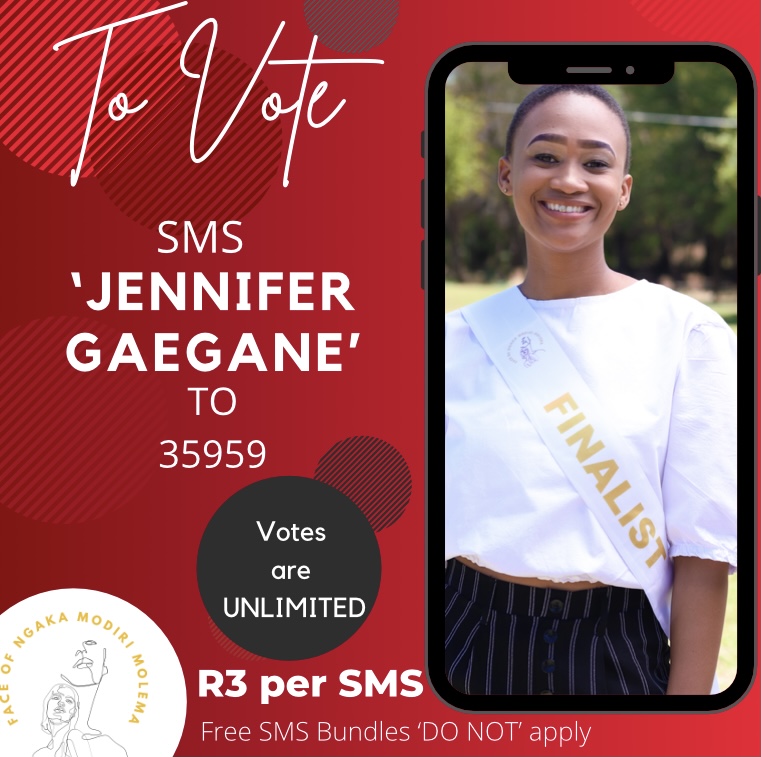 To Vote
SMS
‘JENNIFER
GAEGANE’
TO
35959
Votes
are
UNLIMITED
R3 per SMS
Free SMS Bundles ‘DO NOT’ apply
FACE OF NGAKA MODIRI MOLEMA
FINALIST